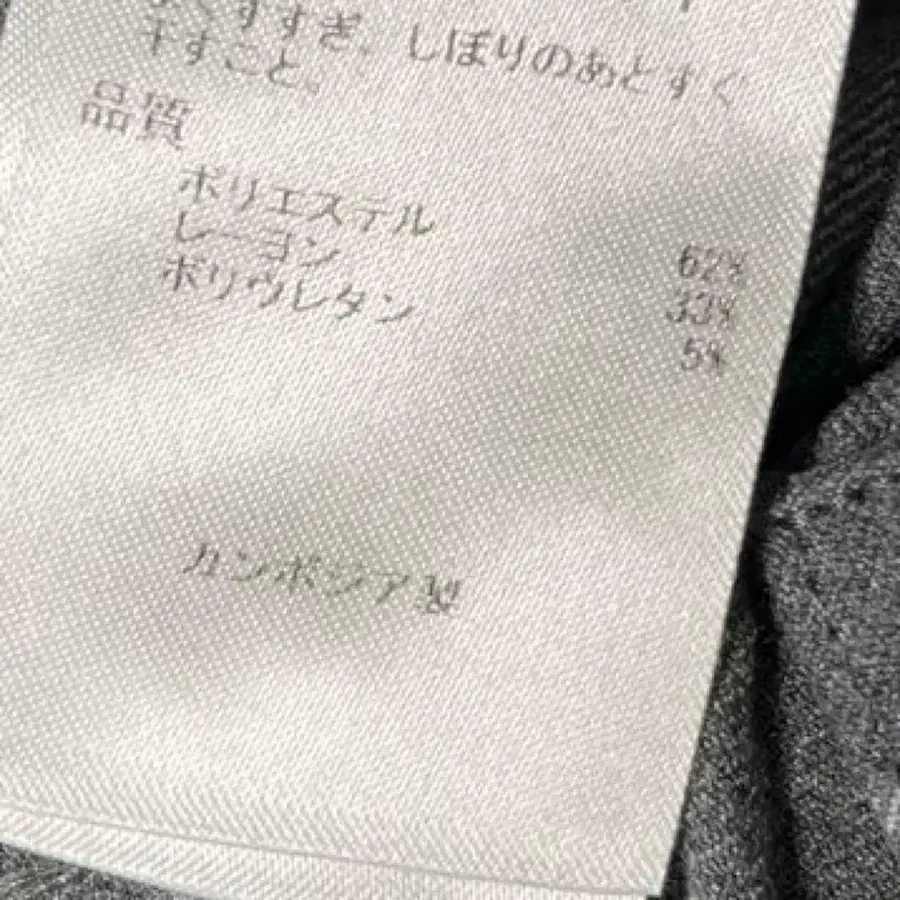 よくすすぎ、しぼりのあとすぐ
干すこと。
品質
ポリエステル 62%
レーヨン 33%
ポリウレタン 5%
カンボジア製